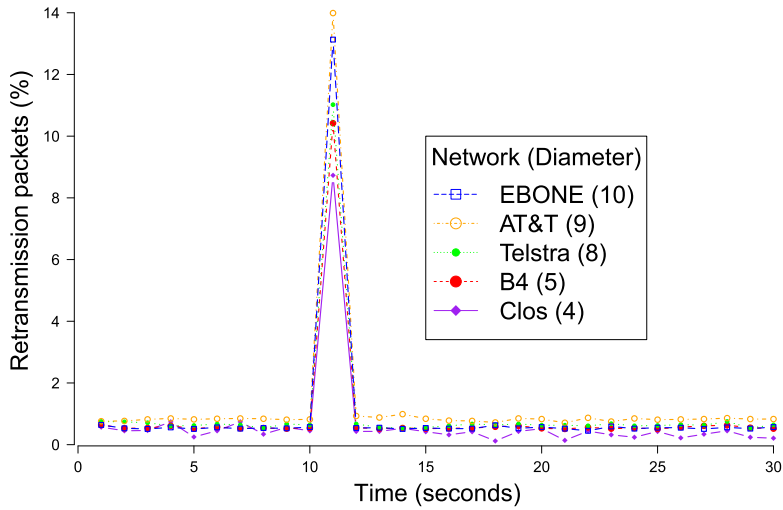 Retransmission packets (%)
14
12
10
8
6
4
2
0
Network (Diameter)
EBONE (10)
AT&T (9)
Telstra (8)
B4 (5)
Clos (4)
0 5 10 15 20 25 30
Time (seconds)